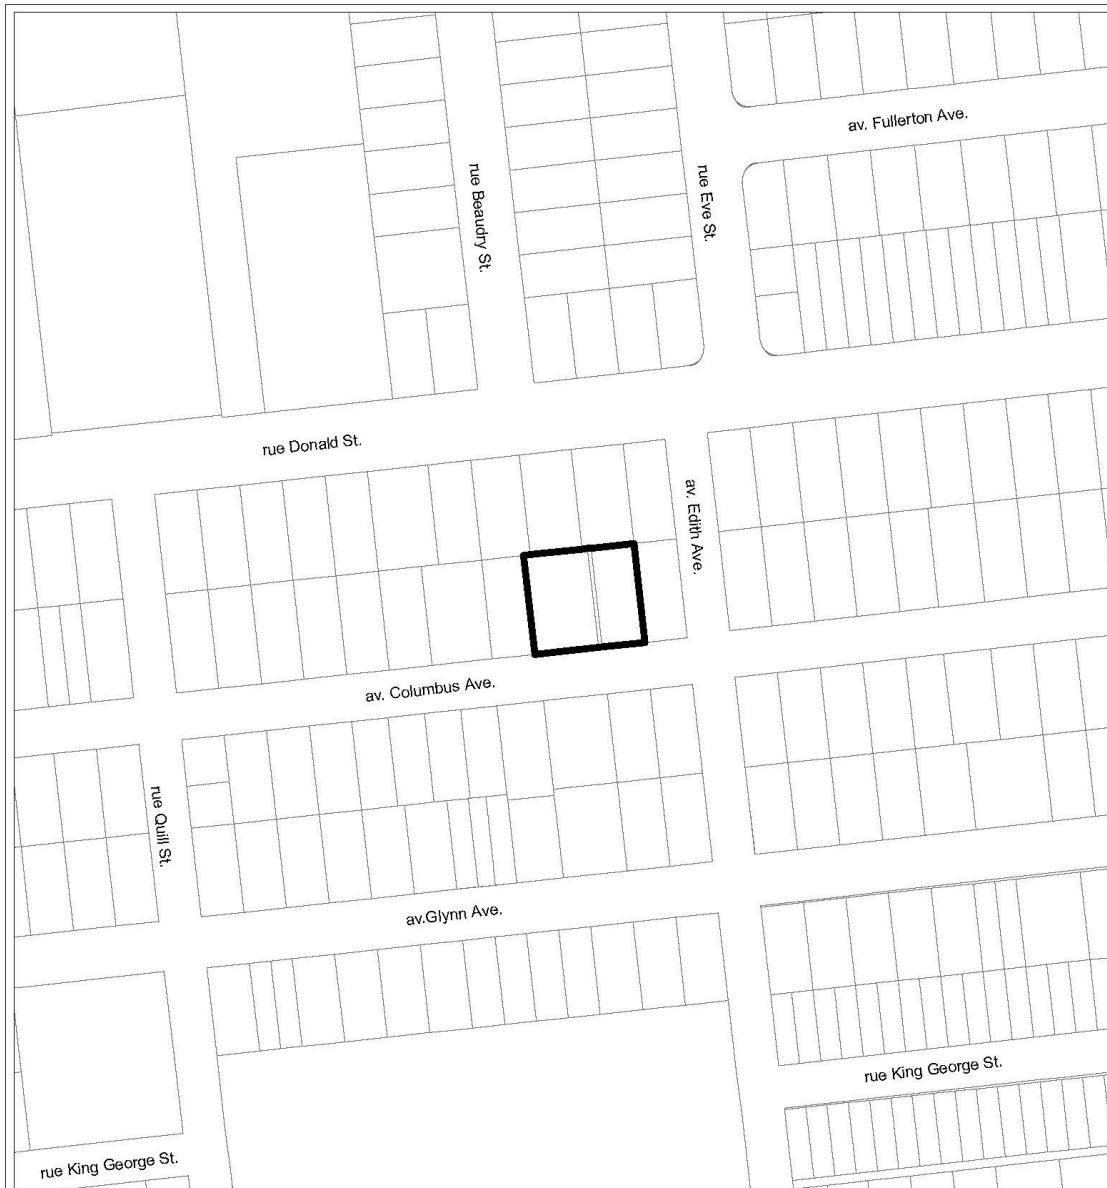 av. Fullerton Ave.
rue Beaudry St.
rue Eve St.
rue Donald St.
av. Edith Ave.
av. Columbus Ave.
rue Quill St.
av.Glynn Ave.
rue King George St.
rue King George St.